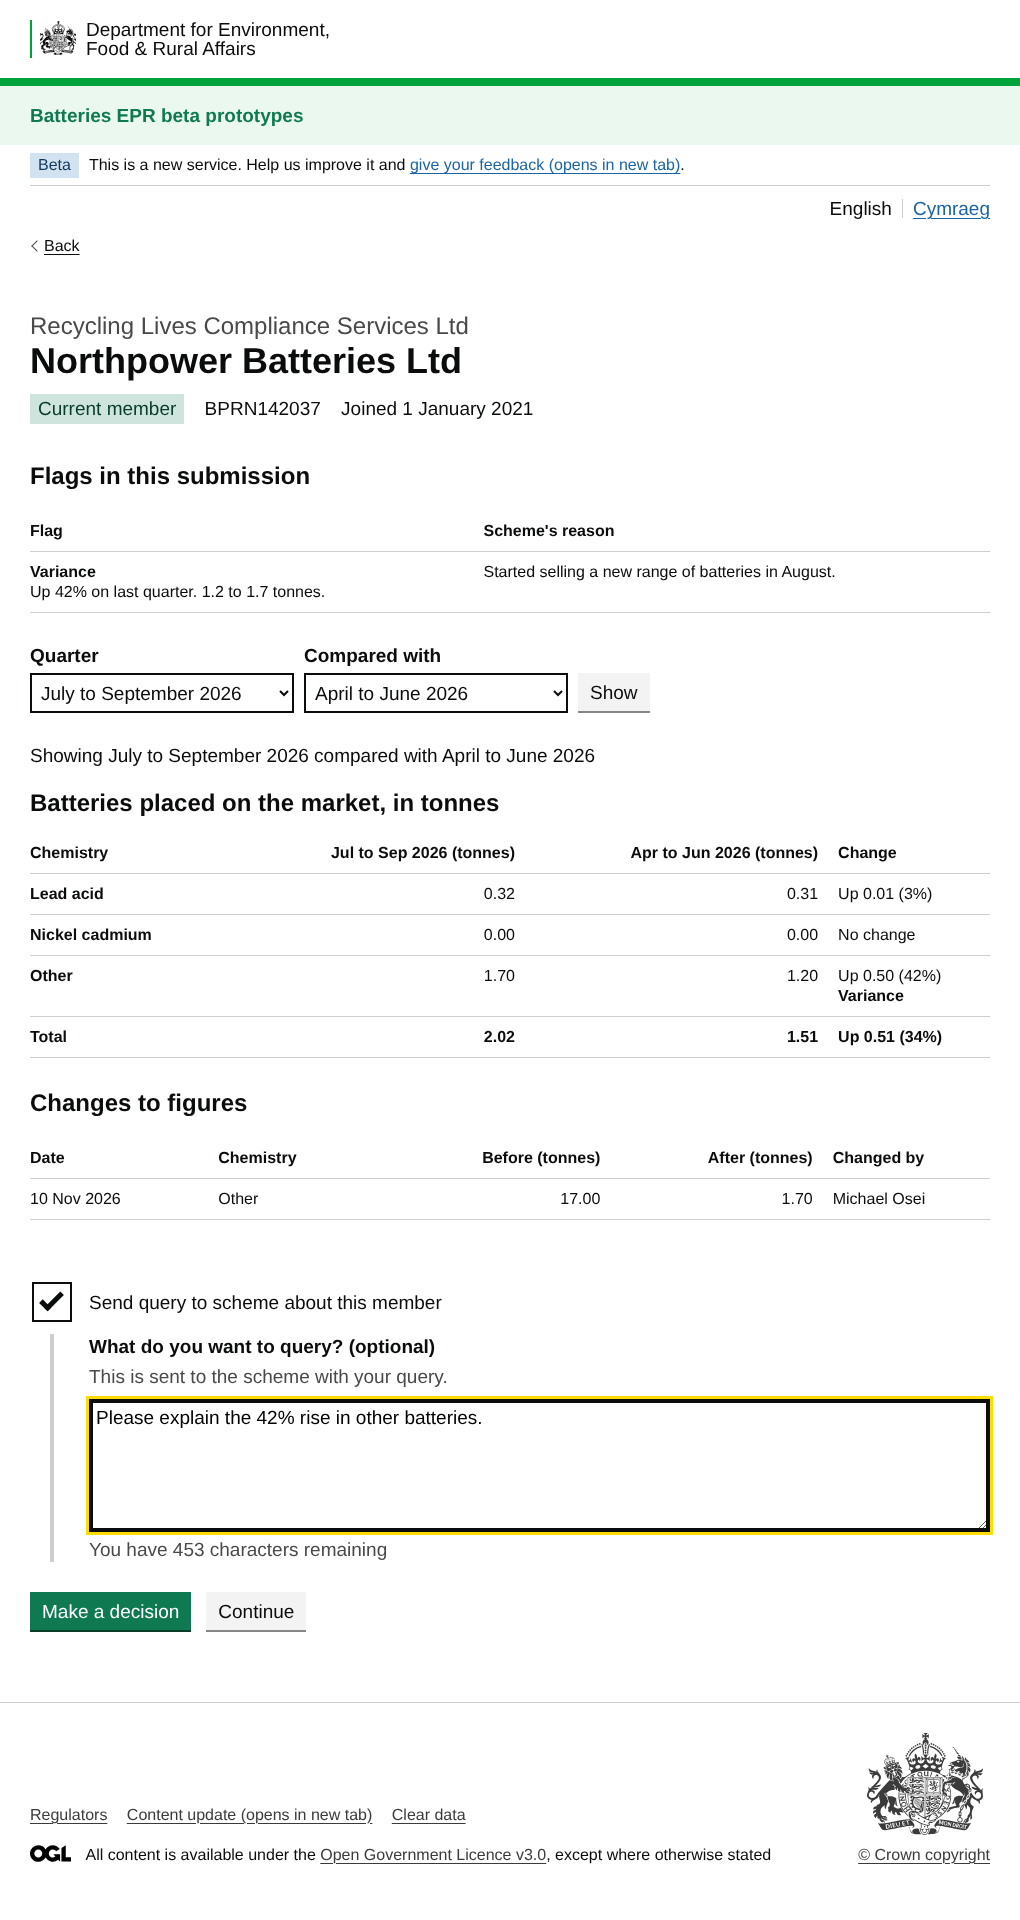 Department for Environment,
Food & Rural Affairs
Batteries EPR beta prototypes
Beta This is a new service. Help us improve it and give your feedback (opens in new tab).
English Cymraeg
Back
Recycling Lives Compliance Services Ltd
Northpower Batteries Ltd
Current member BPRN142037 Joined 1 January 2021
Flags in this submission
Flag Scheme's reason
Variance Started selling a new range of batteries in August.
Up 42% on last quarter. 1.2 to 1.7 tonnes.
Quarter Compared with
July to September 2026 April to June 2026 Show
Showing July to September 2026 compared with April to June 2026
Batteries placed on the market, in tonnes
Chemistry Jul to Sep 2026 (tonnes) Apr to Jun 2026 (tonnes) Change
Lead acid 0.32 0.31 Up 0.01 (3%)
Nickel cadmium 0.00 0.00 No change
Other 1.70 1.20 Up 0.50 (42%)
Variance
Total 2.02 1.51 Up 0.51 (34%)
Changes to figures
Date Chemistry Before (tonnes) After (tonnes) Changed by
10 Nov 2026 Other 17.00 1.70 Michael Osei
Send query to scheme about this member
What do you want to query? (optional)
This is sent to the scheme with your query.
Please explain the 42% rise in other batteries.
You have 453 characters remaining
Make a decision Continue
Regulators Content update (opens in new tab) Clear data
DIEU ET MON DROIT
OGL All content is available under the Open Government Licence v3.0, except where otherwise stated © Crown copyright